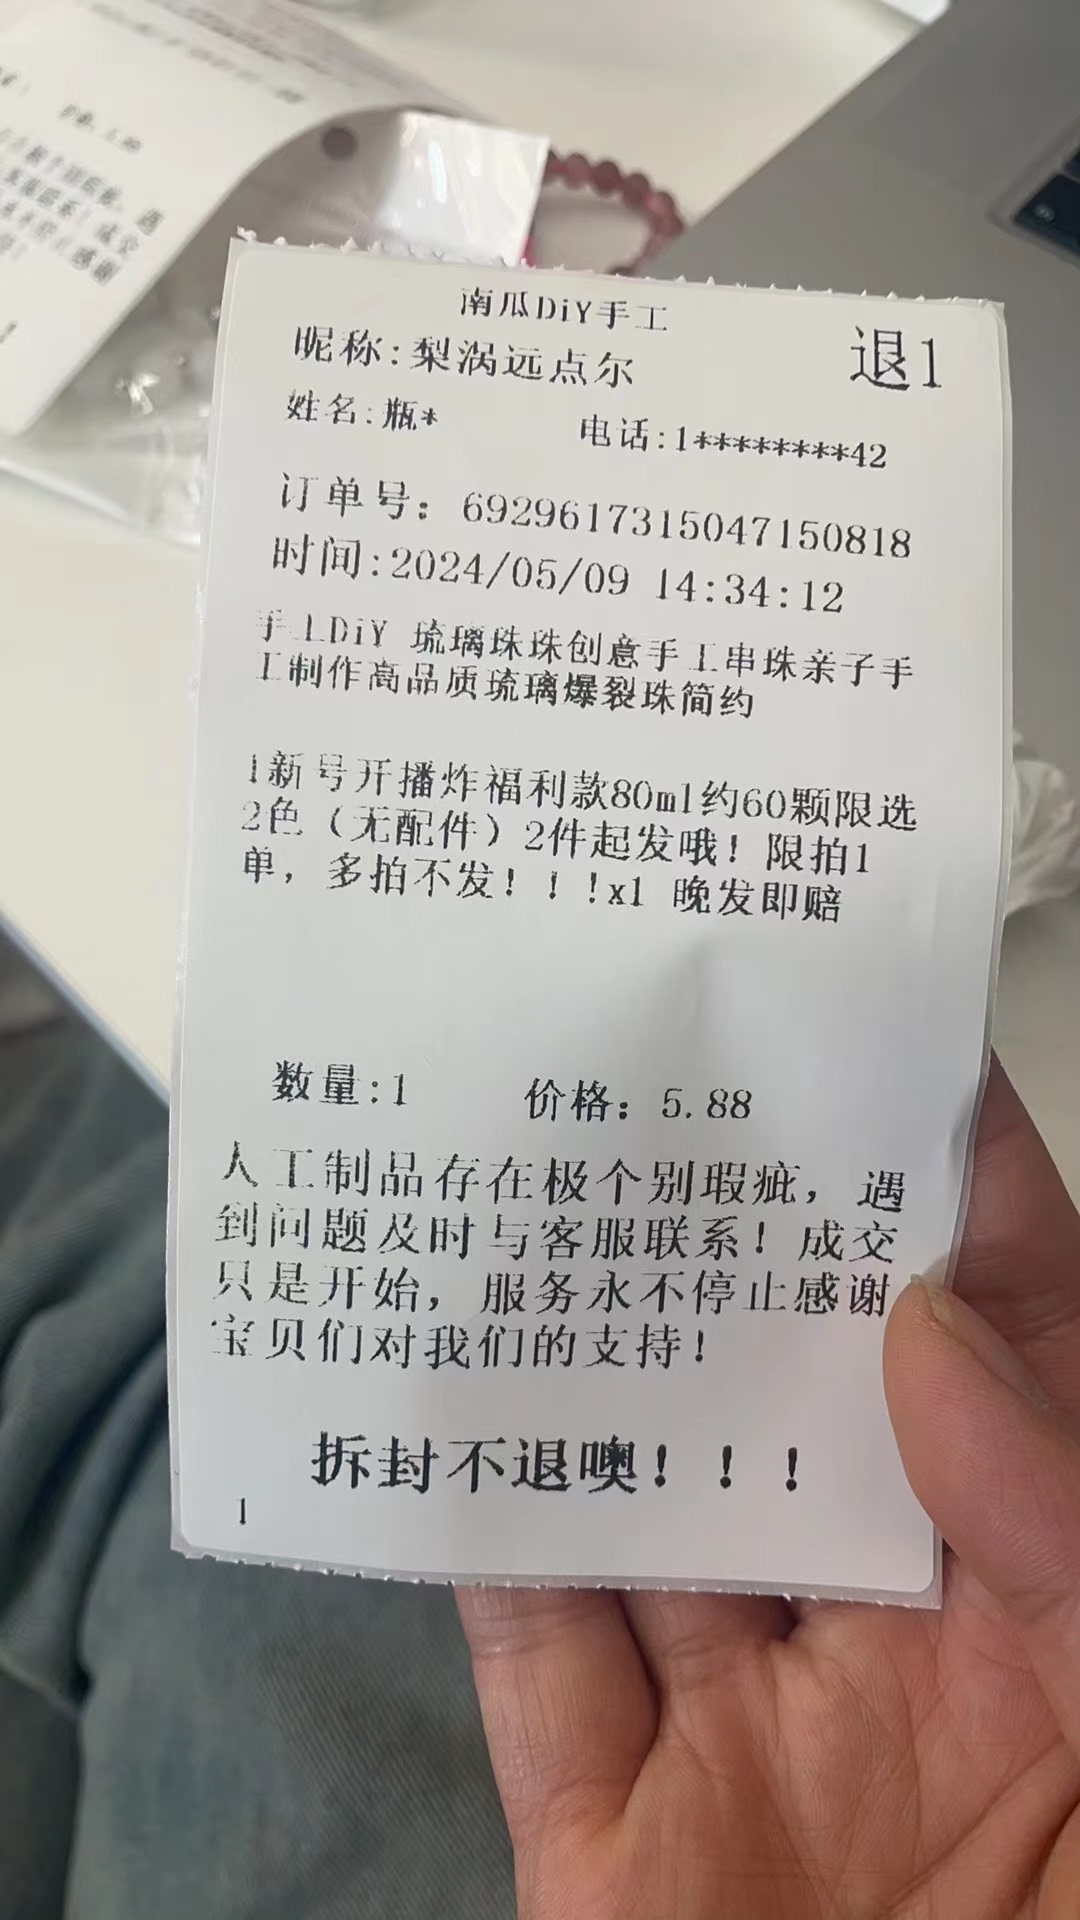 南瓜DiY手工
昵称:梨涡远点尔
退1
姓名:瓶*
电话:1********42
订单号：6929617315047150818
时间:2024/05/09 14:34:12
手工DiY 琉璃珠珠创意手工串珠亲子手
工制作高品质琉璃爆裂珠简约
1新号开播炸福利款80ml约60颗限选
2色（无配件）2件起发哦！限拍1
单，多拍不发！！！x1 晚发即赔
数量:1
价格：5.88
人工制品存在极个别瑕疵，遇
到问题及时与客服联系！成交
只是开始，服务永不停止感谢
宝贝们对我们的支持！
拆封不退噢！！！
1